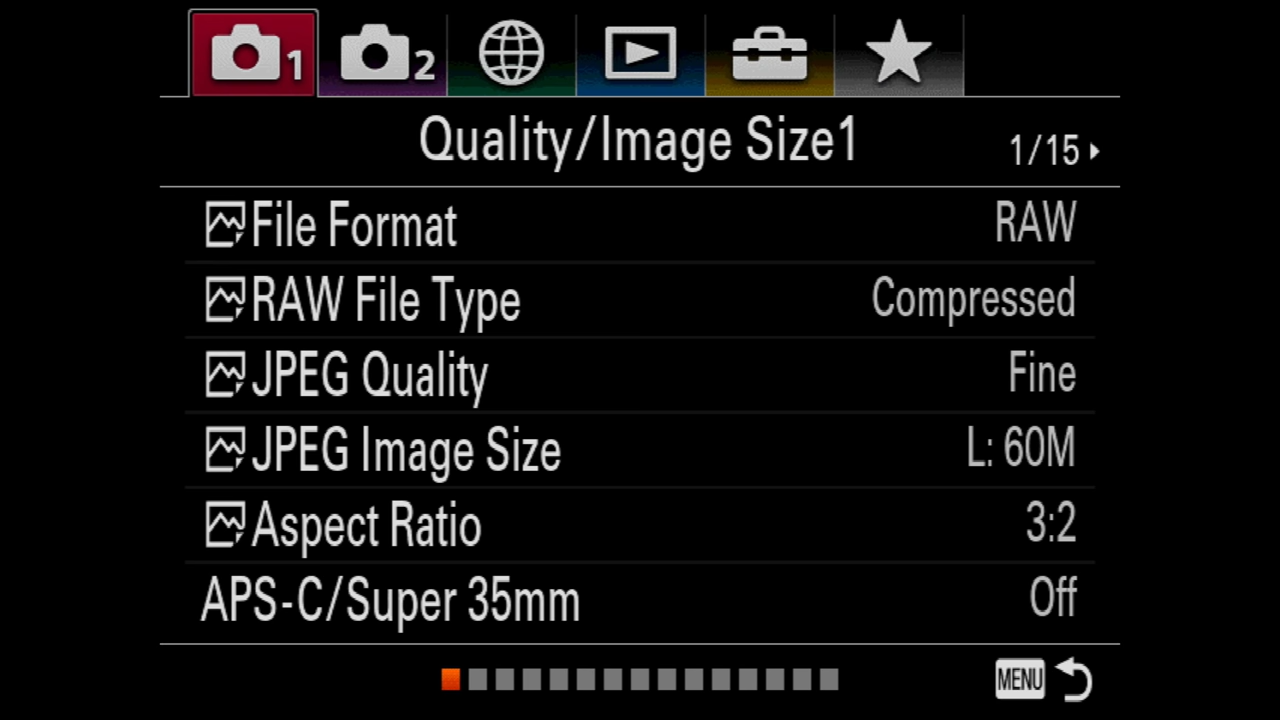 1 2
Quality/Image Size1 1/15
File Format RAW
RAW File Type Compressed
JPEG Quality Fine
JPEG Image Size L: 60M
Aspect Ratio 3:2
APS-C/Super 35mm Off
MENU